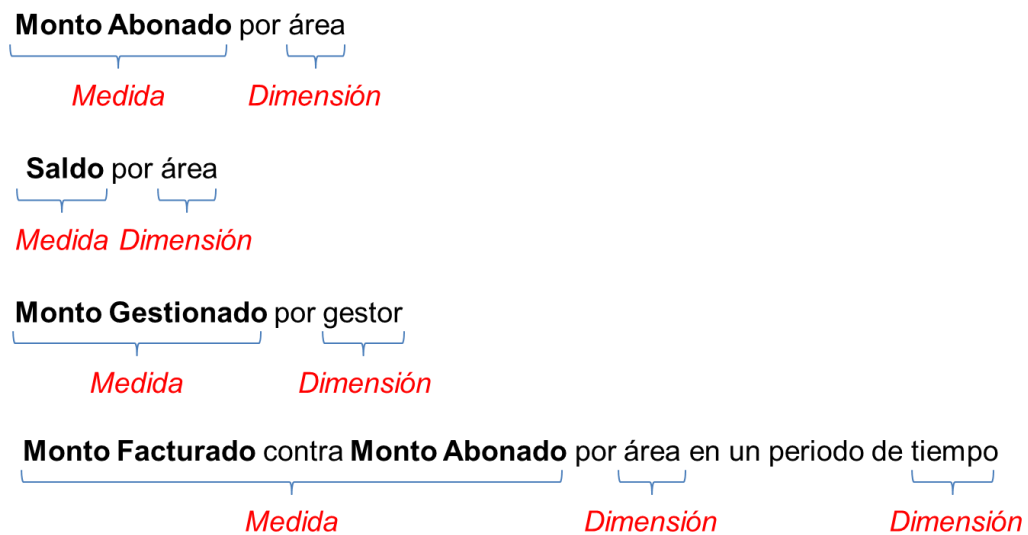 Monto Abonado por área
Medida Dimensión
Saldo por área
Medida Dimensión
Monto Gestionado por gestor
Medida Dimensión
Monto Facturado contra Monto Abonado por área en un periodo de tiempo
Medida Dimensión Dimensión